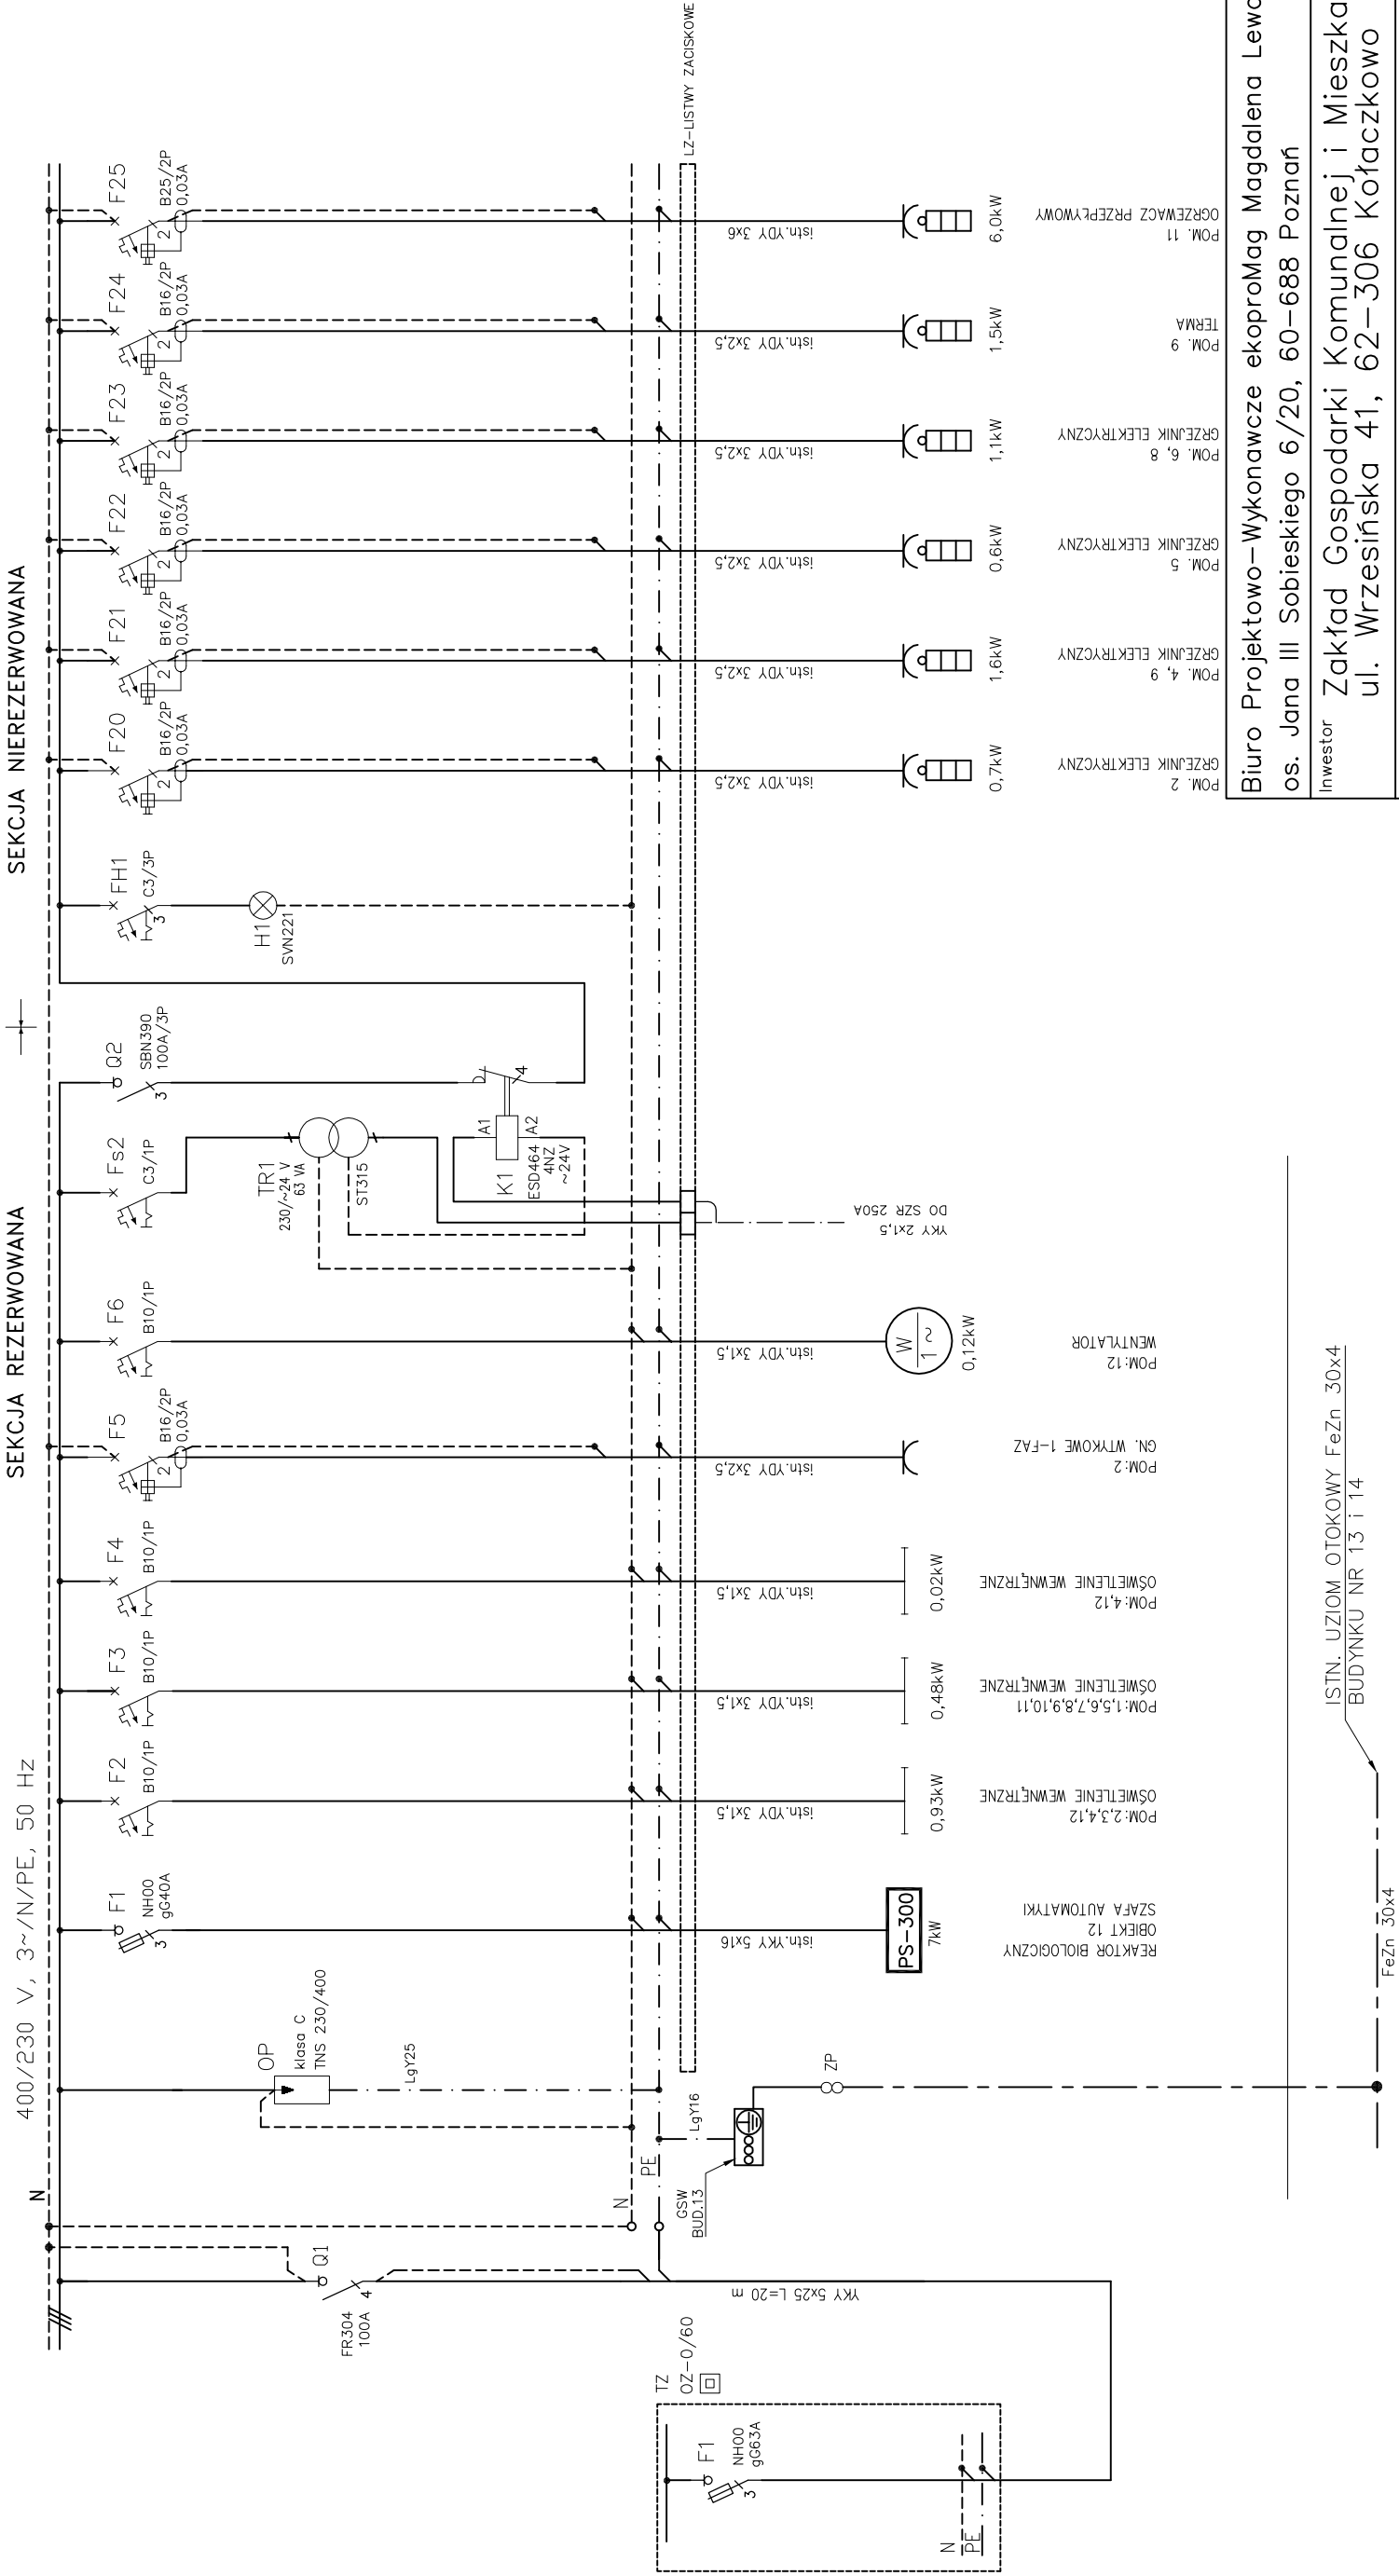 400/230 V, 3~/N/PE, 50 Hz
SEKCJA REZERWOWANA
SEKCJA NIEREZERWOWANA
N
Q1
FR304
100A
4
YKY 5x25 L=20 m
TZ
OZ-0/60
F1
NH00
gG63A
3
N
PE
N
PE
OP
klasa C
TNS 230/400
LgY25
LgY16
GSW
BUD.13
ZP
F1
NH00
gG40A
3
istn.YKY 5x16
PS-300
7kW
REAKTOR BIOLOGICZNY
OBIEKT 12
SZAFA AUTOMATYKI
F2
B10/1P
istn.YDY 3x1,5
0,93kW
POM:2,3,4,12
OŚWIETLENIE WEWNĘTRZNE
F3
B10/1P
istn.YDY 3x1,5
0,48kW
POM:1,5,6,7,8,9,10,11
OŚWIETLENIE WEWNĘTRZNE
F4
B10/1P
istn.YDY 3x1,5
0,02kW
POM:4,12
OŚWIETLENIE WEWNĘTRZNE
F5
B16/2P
0,03A
2
istn.YDY 3x2,5
POM:2
GN. WTYKOWE 1-FAZ
F6
B10/1P
istn.YDY 3x1,5
W
1 ~
0,12kW
POM:12
WENTYLATOR
Fs2
C3/1P
TR1
230/~24 V
63 VA
ST315
K1
A1
A2
ESD464
4NZ
~24V
4
YKY 2x1,5
DO SZR 250A
Q2
SBN390
100A/3P
3
FH1
C3/3P
3
H1
SVN221
F20
B16/2P
0,03A
2
istn.YDY 3x2,5
0,7kW
POM. 2
GRZEJNIK ELEKTRYCZNY
F21
B16/2P
0,03A
2
istn.YDY 3x2,5
1,6kW
POM. 4, 9
GRZEJNIK ELEKTRYCZNY
F22
B16/2P
0,03A
2
istn.YDY 3x2,5
0,6kW
POM. 5
GRZEJNIK ELEKTRYCZNY
F23
B16/2P
0,03A
2
istn.YDY 3x2,5
1,1kW
POM. 6, 8
GRZEJNIK ELEKTRYCZNY
F24
B16/2P
0,03A
2
istn.YDY 3x2,5
1,5kW
POM. 9
TERMA
F25
B25/2P
0,03A
2
istn.YDY 3x6
6,0kW
POM. 11
OGRZEWACZ PRZEPŁYWOWY
LZ-LISTWY ZACISKOWE
ISTN. UZIOM OTOKOWY FeZn 30x4
BUDYNKU NR 13 i 14
FeZn 30x4
Biuro Projektowo-Wykonawcze ekoproMag Magdalena Lewo
os. Jana III Sobieskiego 6/20, 60-688 Poznań
Inwestor Zakład Gospodarki Komunalnej i Mieszka
ul. Wrzesińska 41, 62-306 Kołaczkowo